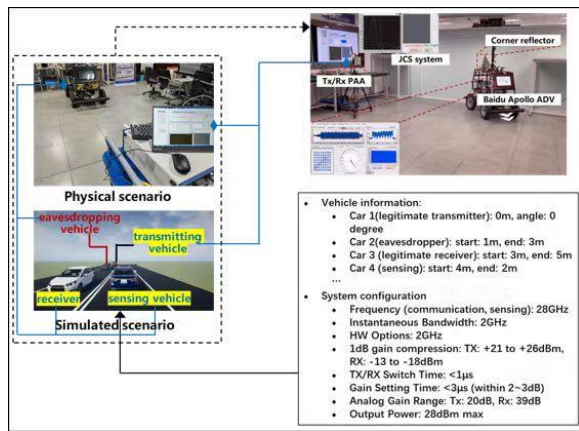 Corner reflector
JCS system
Tx/Rx PAA
Baidu Apollo ADV
Physical scenario
eavesdropping
vehicle
transmitting
vehicle
receiver
sensing vehicle
Simulated scenario
• Vehicle information:
• Car 1(legitimate transmitter): 0m, angle: 0
degree
• Car 2(eavesdropper): start: 1m, end: 3m
• Car 3 (legitimate receiver): start: 3m, end: 5m
• Car 4 (sensing): start: 4m, end: 2m
...
• System configuration
• Frequency (communication, sensing): 28GHz
• Instantaneous Bandwidth: 2GHz
• HW Options: 2GHz
• 1dB gain compression: TX: +21 to +26dBm,
RX: -13 to -18dBm
• TX/RX Switch Time: <1μs
• Gain Setting Time: <3μs (within 2~3dB)
• Analog Gain Range: Tx: 20dB, Rx: 39dB
• Output Power: 28dBm max